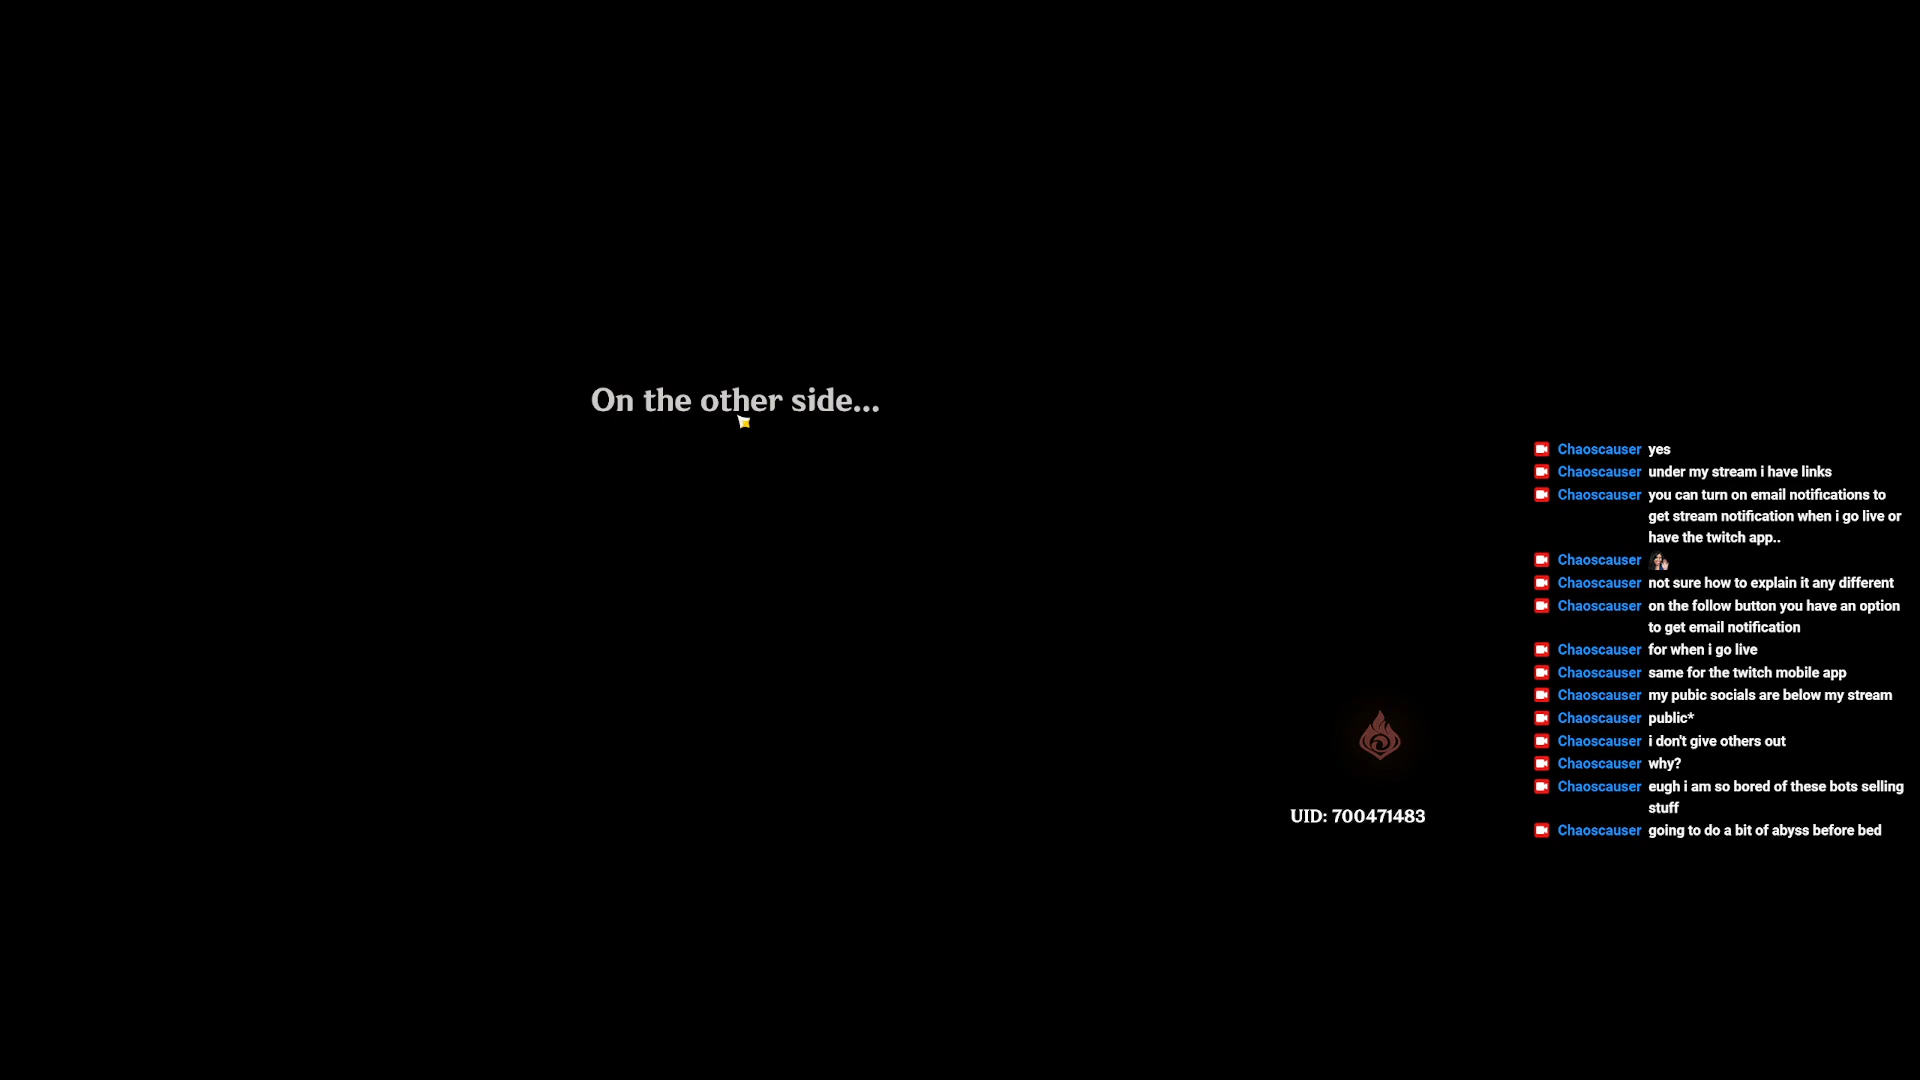 On the other side...
UID: 700471483
Chaoscauser yes
Chaoscauser under my stream i have links
Chaoscauser you can turn on email notifications to
get stream notification when i go live or
have the twitch app..
Chaoscauser
Chaoscauser not sure how to explain it any different
Chaoscauser on the follow button you have an option
to get email notification
Chaoscauser for when i go live
Chaoscauser same for the twitch mobile app
Chaoscauser my pubic socials are below my stream
Chaoscauser public*
Chaoscauser i don't give others out
Chaoscauser why?
Chaoscauser eugh i am so bored of these bots selling
stuff
Chaoscauser going to do a bit of abyss before bed